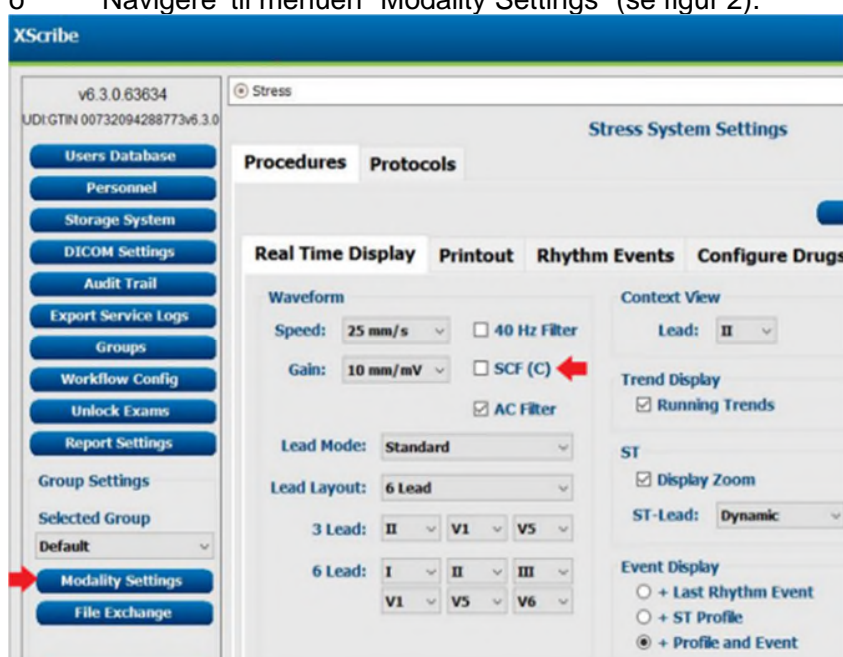 6 Navigere til menuen "Modality Settings" (se figur 2).
XScribe
v6.3.0.63634
UDI:GTIN 00732094288773v6.3.0
Users Database
Personnel
Storage System
DICOM Settings
Audit Trail
Export Service Logs
Groups
Workflow Config
Unlock Exams
Report Settings
Group Settings
Selected Group
Default
Modality Settings
File Exchange
Stress
Stress System Settings
Procedures Protocols
Real Time Display Printout Rhythm Events Configure Drugs
Waveform
Speed: 25 mm/s 40 Hz Filter
Gain: 10 mm/mV SCF (C)
AC Filter
Lead Mode: Standard
Lead Layout: 6 Lead
3 Lead: II V1 V5
6 Lead: I II III
V1 V5 V6
Context View
Lead: II
Trend Display
Running Trends
ST
Display Zoom
ST-Lead: Dynamic
Event Display
+ Last Rhythm Event
+ ST Profile
+ Profile and Event